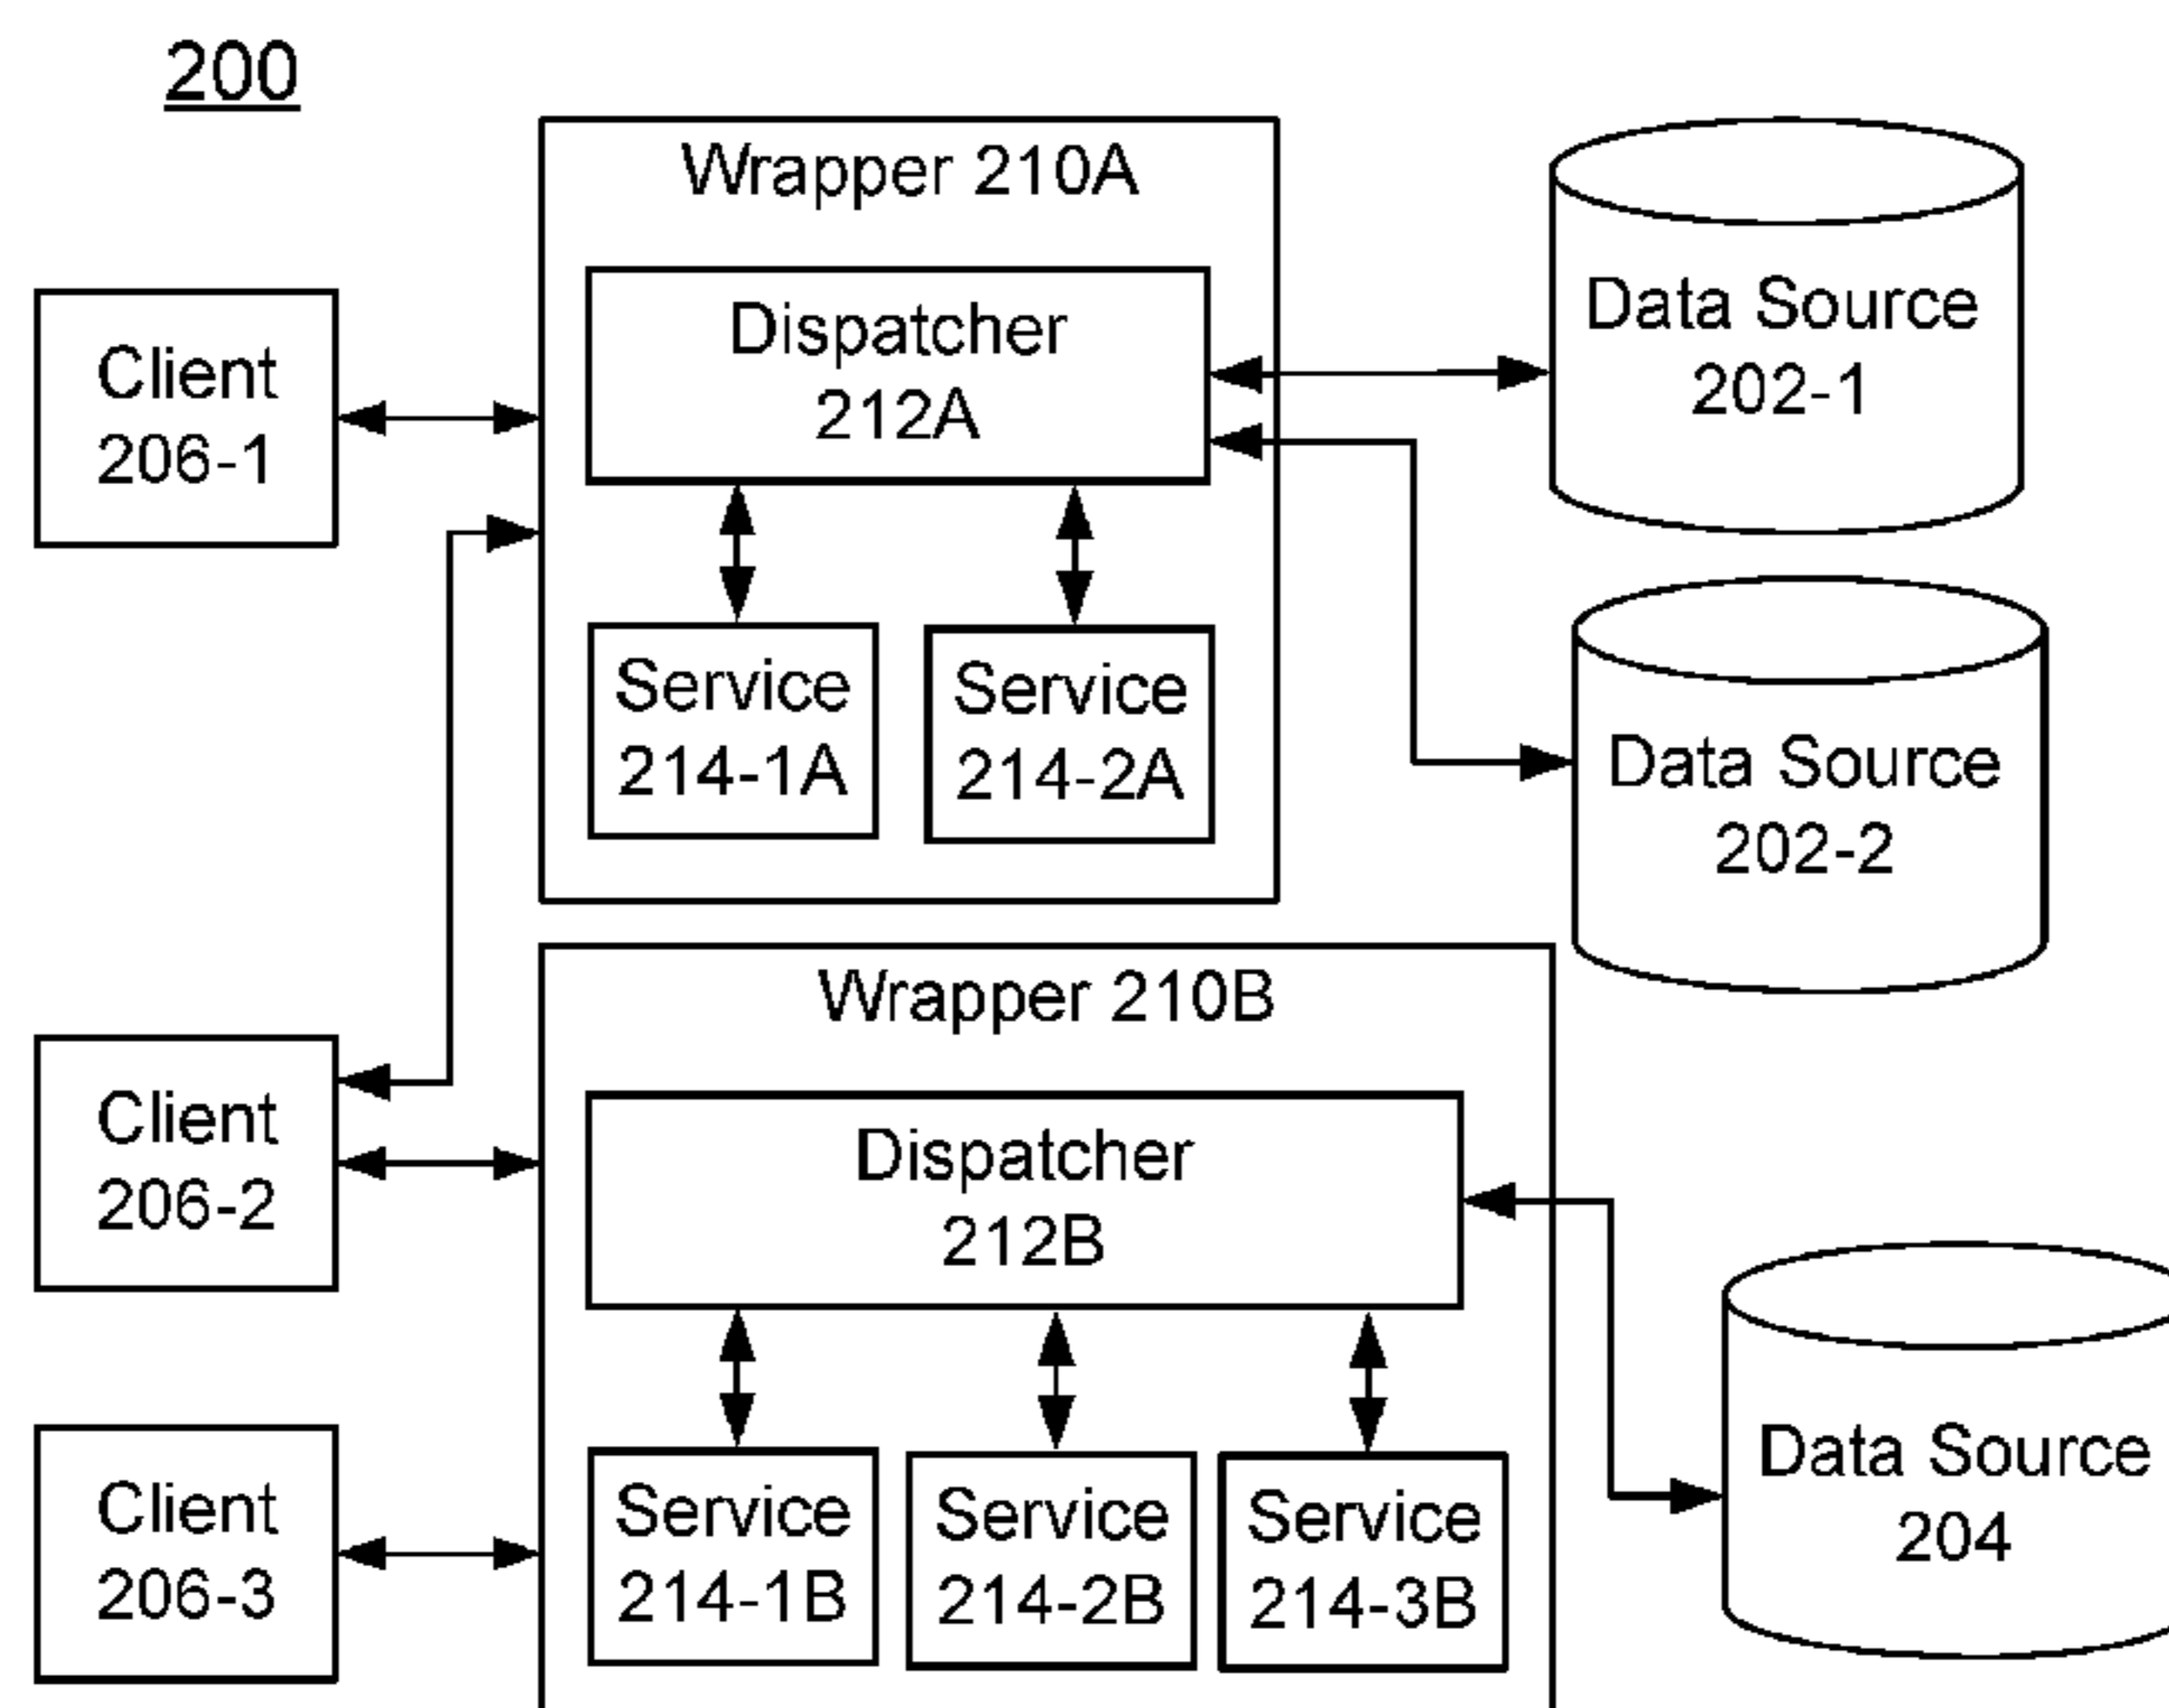 200
Wrapper 210A
Dispatcher
212A
Client
206-1
Data Source
202-1
Service
214-1A
Service
214-2A
Data Source
202-2
Wrapper 210B
Client
206-2
Dispatcher
212B
Data Source
204
Client
206-3
Service
214-1B
Service
214-2B
Service
214-3B